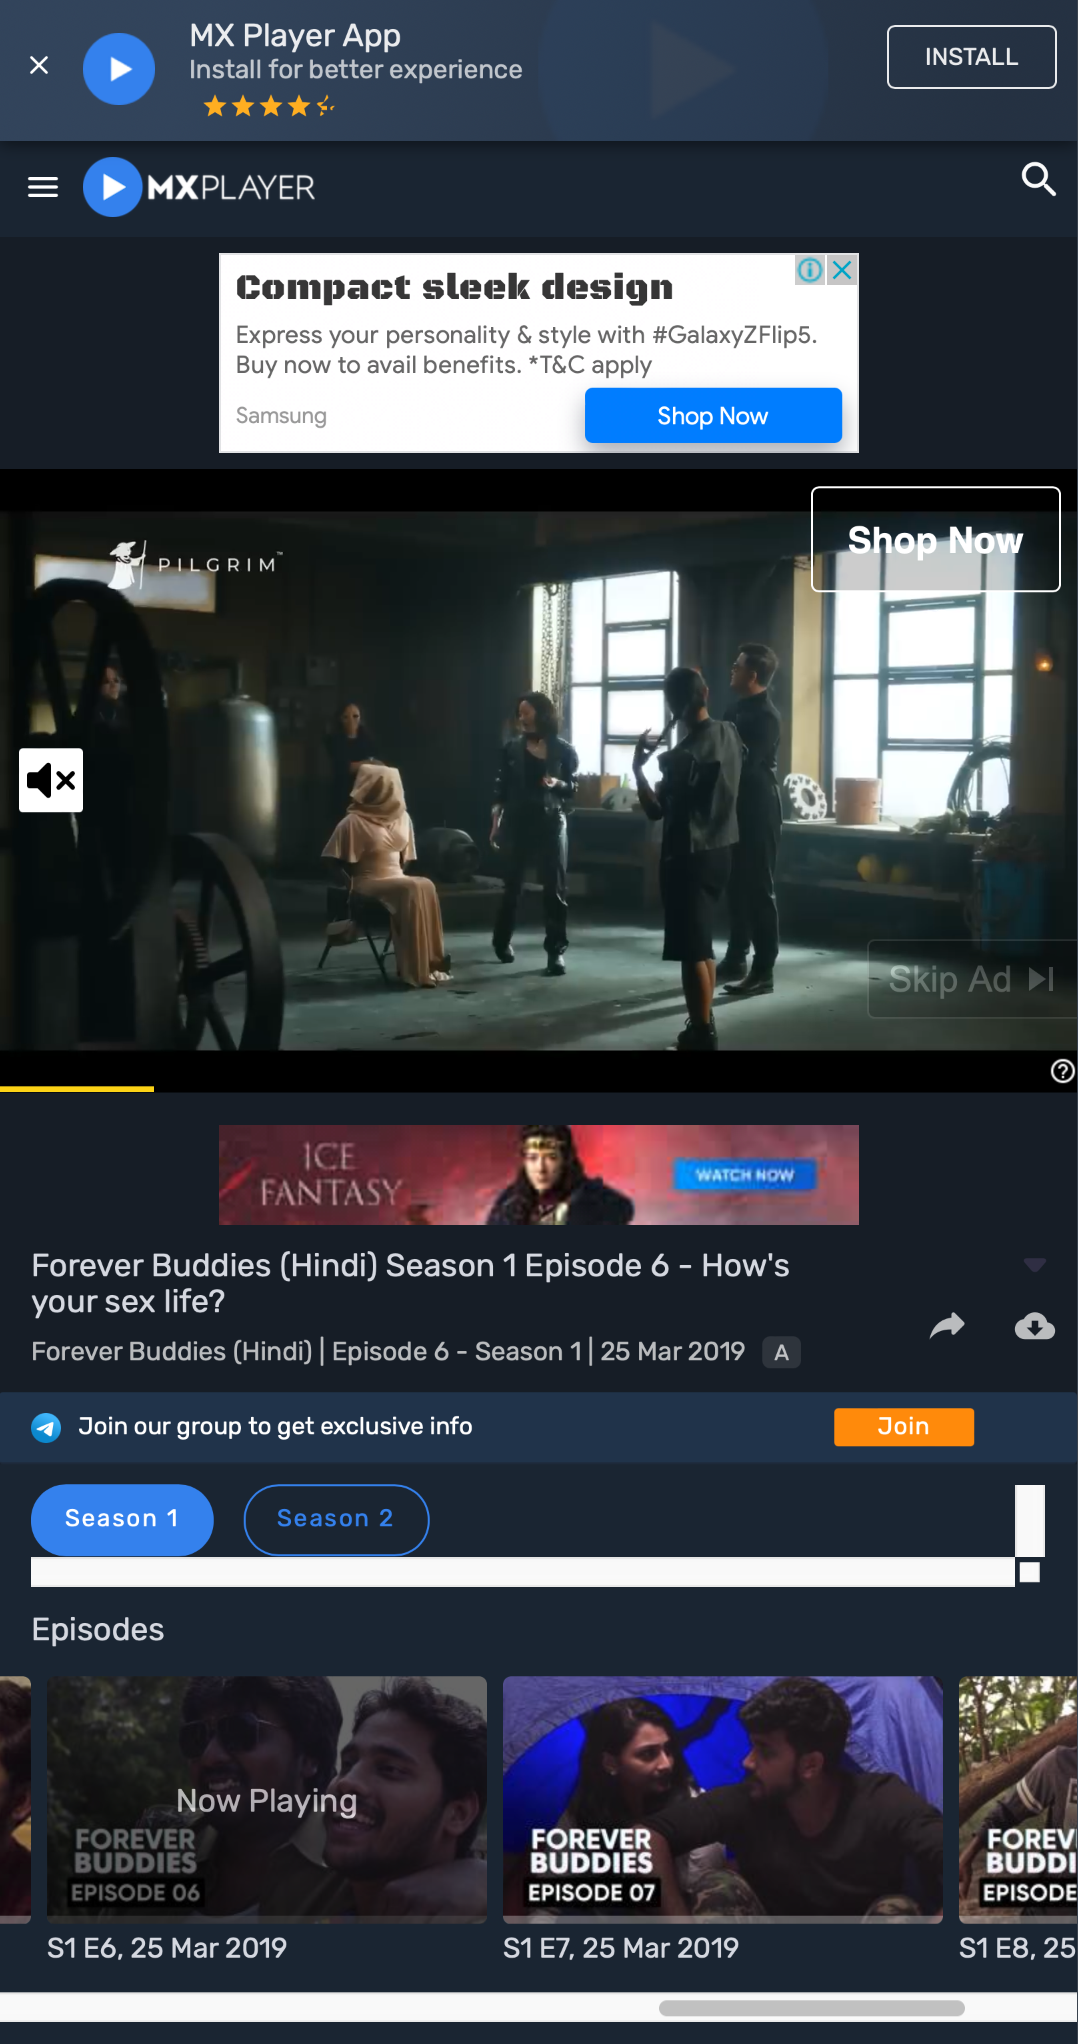 MX Player App
Install for better experience
INSTALL
MXPLAYER
Compact sleek design
Express your personality & style with #GalaxyZFlip5.
Buy now to avail benefits. *T&C apply
Samsung
Shop Now
Shop Now
PILGRIM™
Skip Ad
ICE
FANTASY
WATCH NOW
Forever Buddies (Hindi) Season 1 Episode 6 - How's
your sex life?
Forever Buddies (Hindi) | Episode 6 - Season 1 | 25 Mar 2019 A
Join our group to get exclusive info
Join
Season 1
Season 2
Episodes
Now Playing
FOREVER
BUDDIES
EPISODE 06
FOREVER
BUDDIES
EPISODE 07
FOREV
BUDDI
EPISODE
S1 E6, 25 Mar 2019
S1 E7, 25 Mar 2019
S1 E8, 25